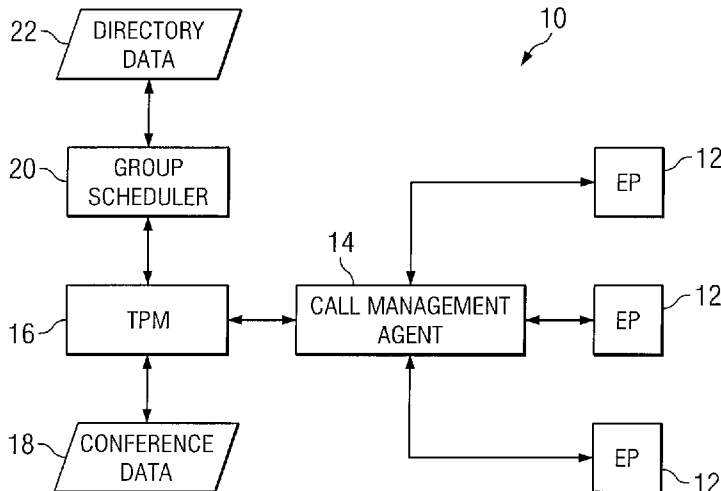 22
DIRECTORY
DATA
10
20
GROUP
SCHEDULER
12
EP
14
16
TPM
CALL MANAGEMENT
AGENT
12
EP
18
CONFERENCE
DATA
EP
12